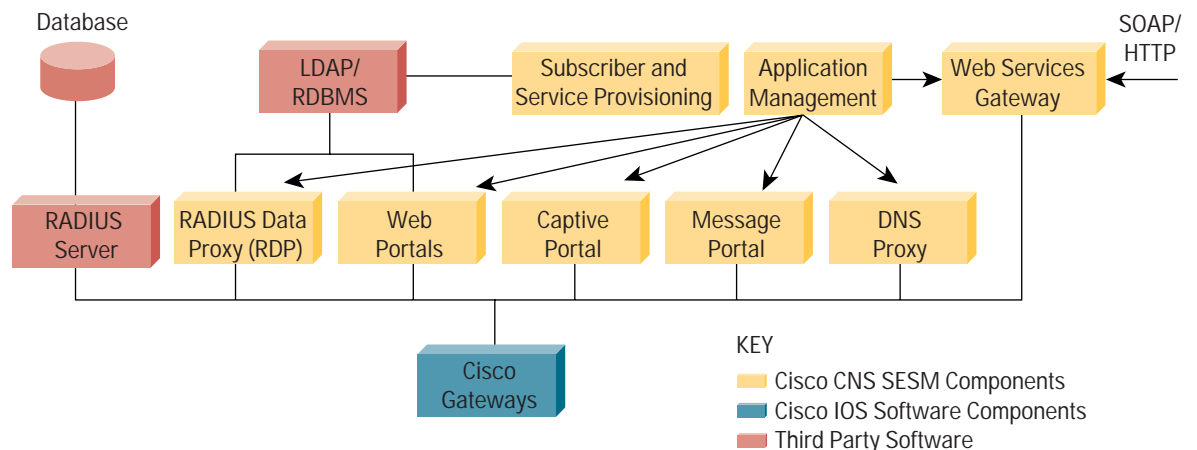 Database
LDAP/
RDBMS
Subscriber and
Service Provisioning
Application
Management
Web Services
Gateway
SOAP/
HTTP
RADIUS
Server
RADIUS Data
Proxy (RDP)
Web
Portals
Captive
Portal
Message
Portal
DNS
Proxy
Cisco
Gateways
KEY
Cisco CNS SESM Components
Cisco IOS Software Components
Third Party Software